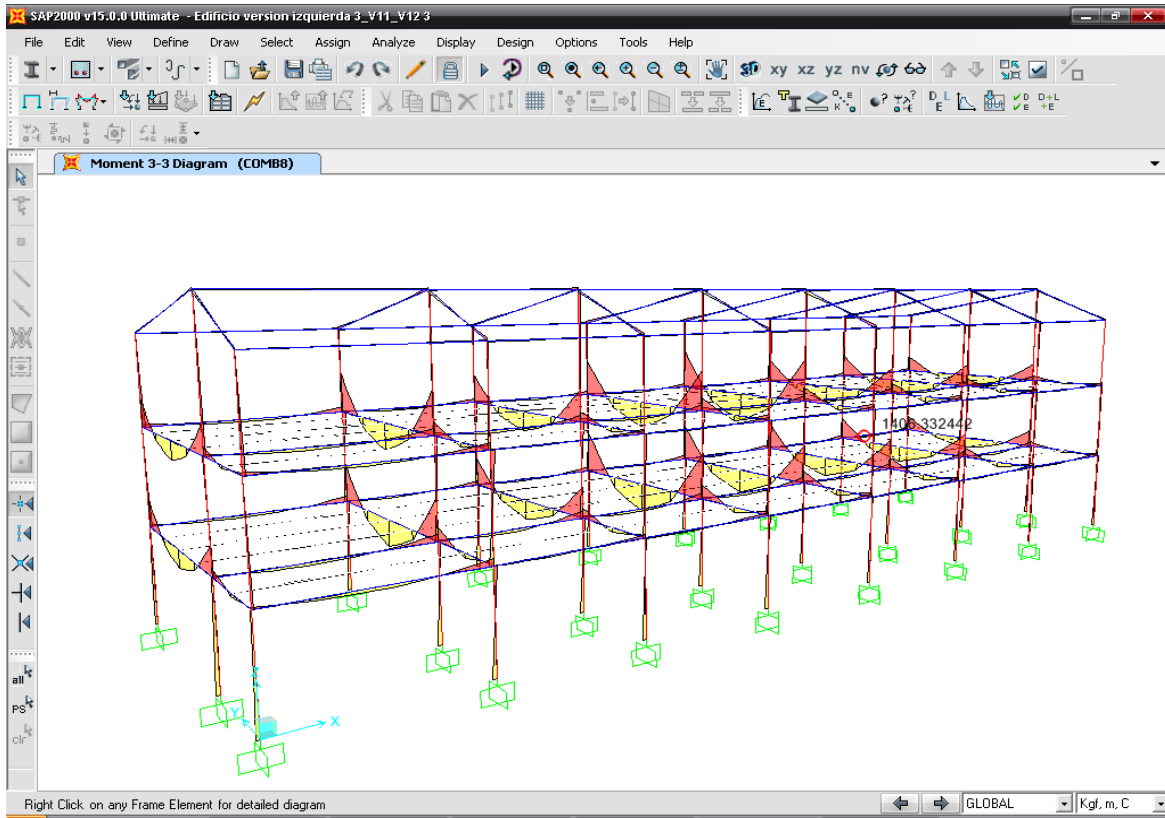 SAP2000 v15.0.0 Ultimate - Edificio version izquierda 3_V11_V12 3
File Edit View Define Draw Select Assign Analyze Display Design Options Tools Help
3D xy xz yz nv
Moment 3-3 Diagram (COMB8)
1406.332442
Z
Y X
all
PS
clr
Right Click on any Frame Element for detailed diagram
GLOBAL
Kgf, m, C